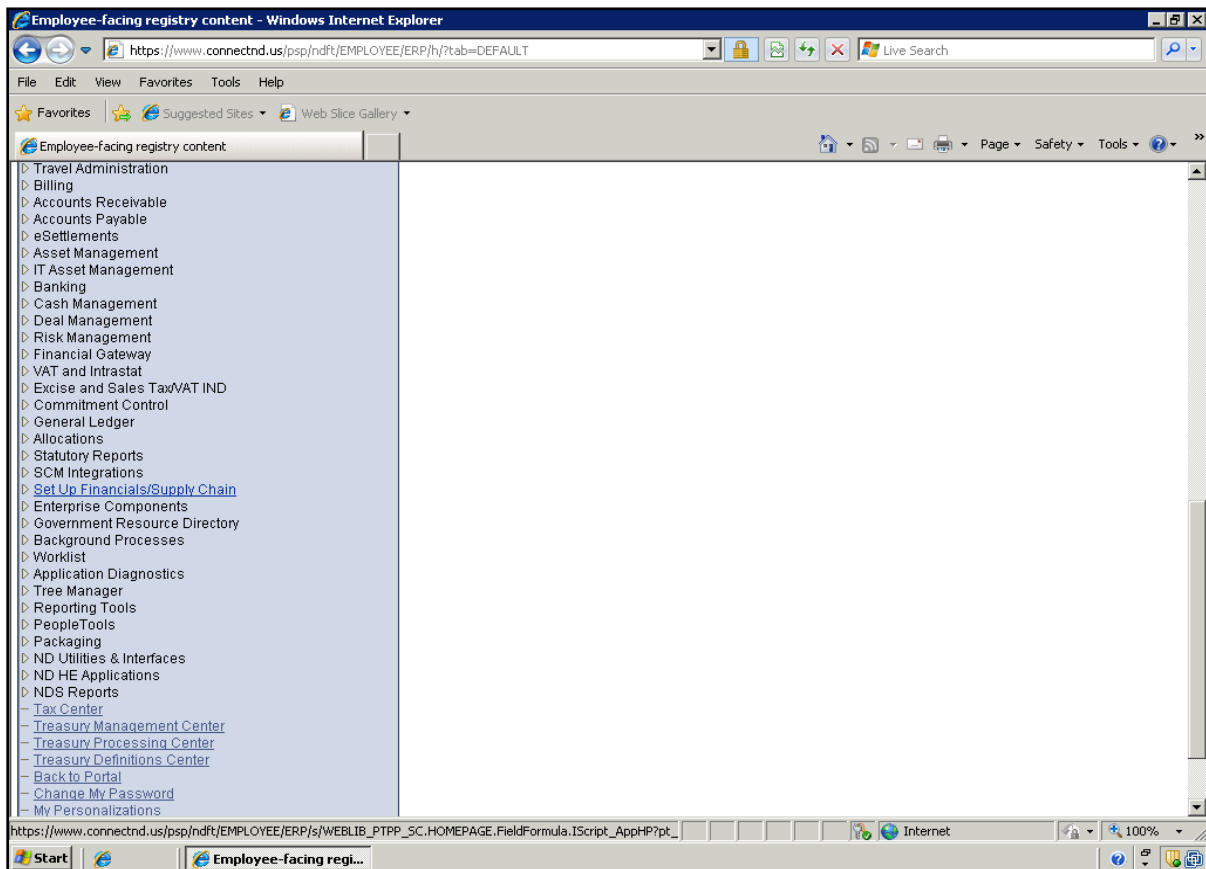 Employee-facing registry content - Windows Internet Explorer
https://www.connectnd.us/psp/ndft/EMPLOYEE/ERP/h/?tab=DEFAULT Live Search
File Edit View Favorites Tools Help
Favorites Suggested Sites Web Slice Gallery
Employee-facing registry content Page Safety Tools »
Travel Administration
Billing
Accounts Receivable
Accounts Payable
eSettlements
Asset Management
IT Asset Management
Banking
Cash Management
Deal Management
Risk Management
Financial Gateway
VAT and Intrastat
Excise and Sales Tax/VAT IND
Commitment Control
General Ledger
Allocations
Statutory Reports
SCM Integrations
Set Up Financials/Supply Chain
Enterprise Components
Government Resource Directory
Background Processes
Worklist
Application Diagnostics
Tree Manager
Reporting Tools
PeopleTools
Packaging
ND Utilities & Interfaces
ND HE Applications
NDS Reports
– Tax Center
– Treasury Management Center
– Treasury Processing Center
– Treasury Definitions Center
– Back to Portal
– Change My Password
– My Personalizations
https://www.connectnd.us/psp/ndft/EMPLOYEE/ERP/s/WEBLIB_PTPP_SC.HOMEPAGE.FieldFormula.IScript_AppHP?pt_ Internet 100%
Start Employee-facing regi...